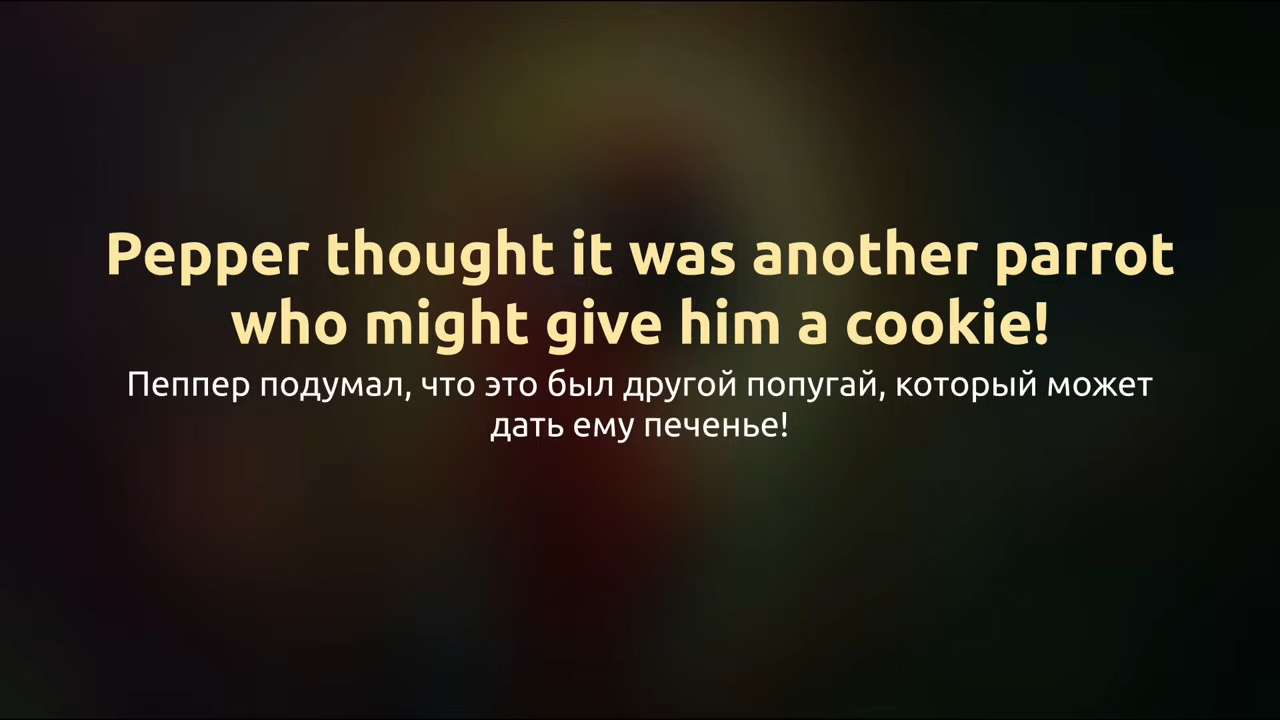 Pepper thought it was another parrot
who might give him a cookie!
Пеппер подумал, что это был другой попугай, который может
дать ему печенье!